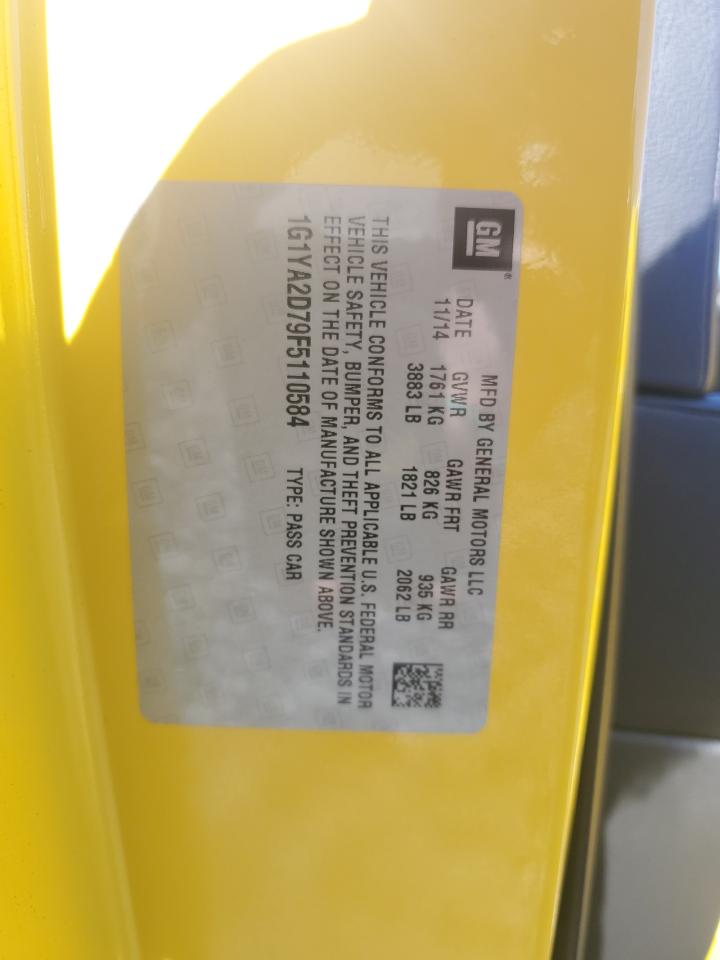 GM®
MFD BY GENERAL MOTORS LLC
DATE GVWR GAWR FRT GAWR RR
11/14 1761 KG 826 KG 935 KG
3883 LB 1821 LB 2062 LB
THIS VEHICLE CONFORMS TO ALL APPLICABLE U.S. FEDERAL MOTOR
VEHICLE SAFETY, BUMPER, AND THEFT PREVENTION STANDARDS IN
EFFECT ON THE DATE OF MANUFACTURE SHOWN ABOVE.
1G1YA2D79F5110584 TYPE: PASS CAR